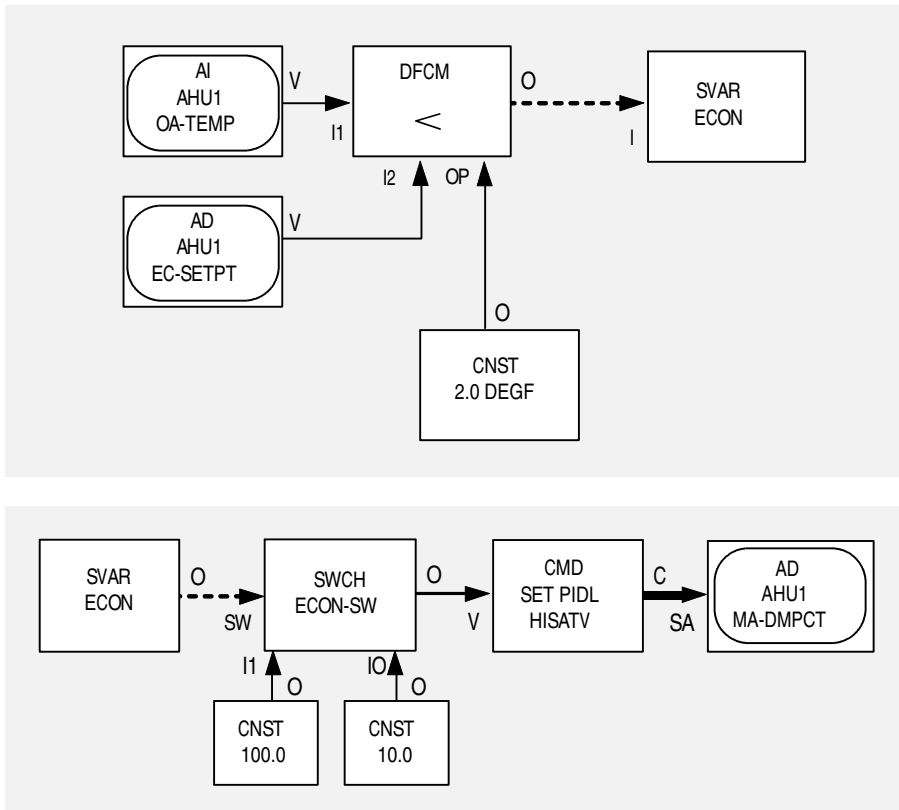 AI
AHU1
OA-TEMP
V
I1
DFCM
<
O
I
SVAR
ECON
I2
OP
AD
AHU1
EC-SETPT
V
O
CNST
2.0 DEGF
SVAR
ECON
O
SW
SWCH
ECON-SW
O
V
CMD
SET PIDL
HISATV
C
SA
AD
AHU1
MA-DMPCT
I1
O
IO
O
CNST
100.0
CNST
10.0